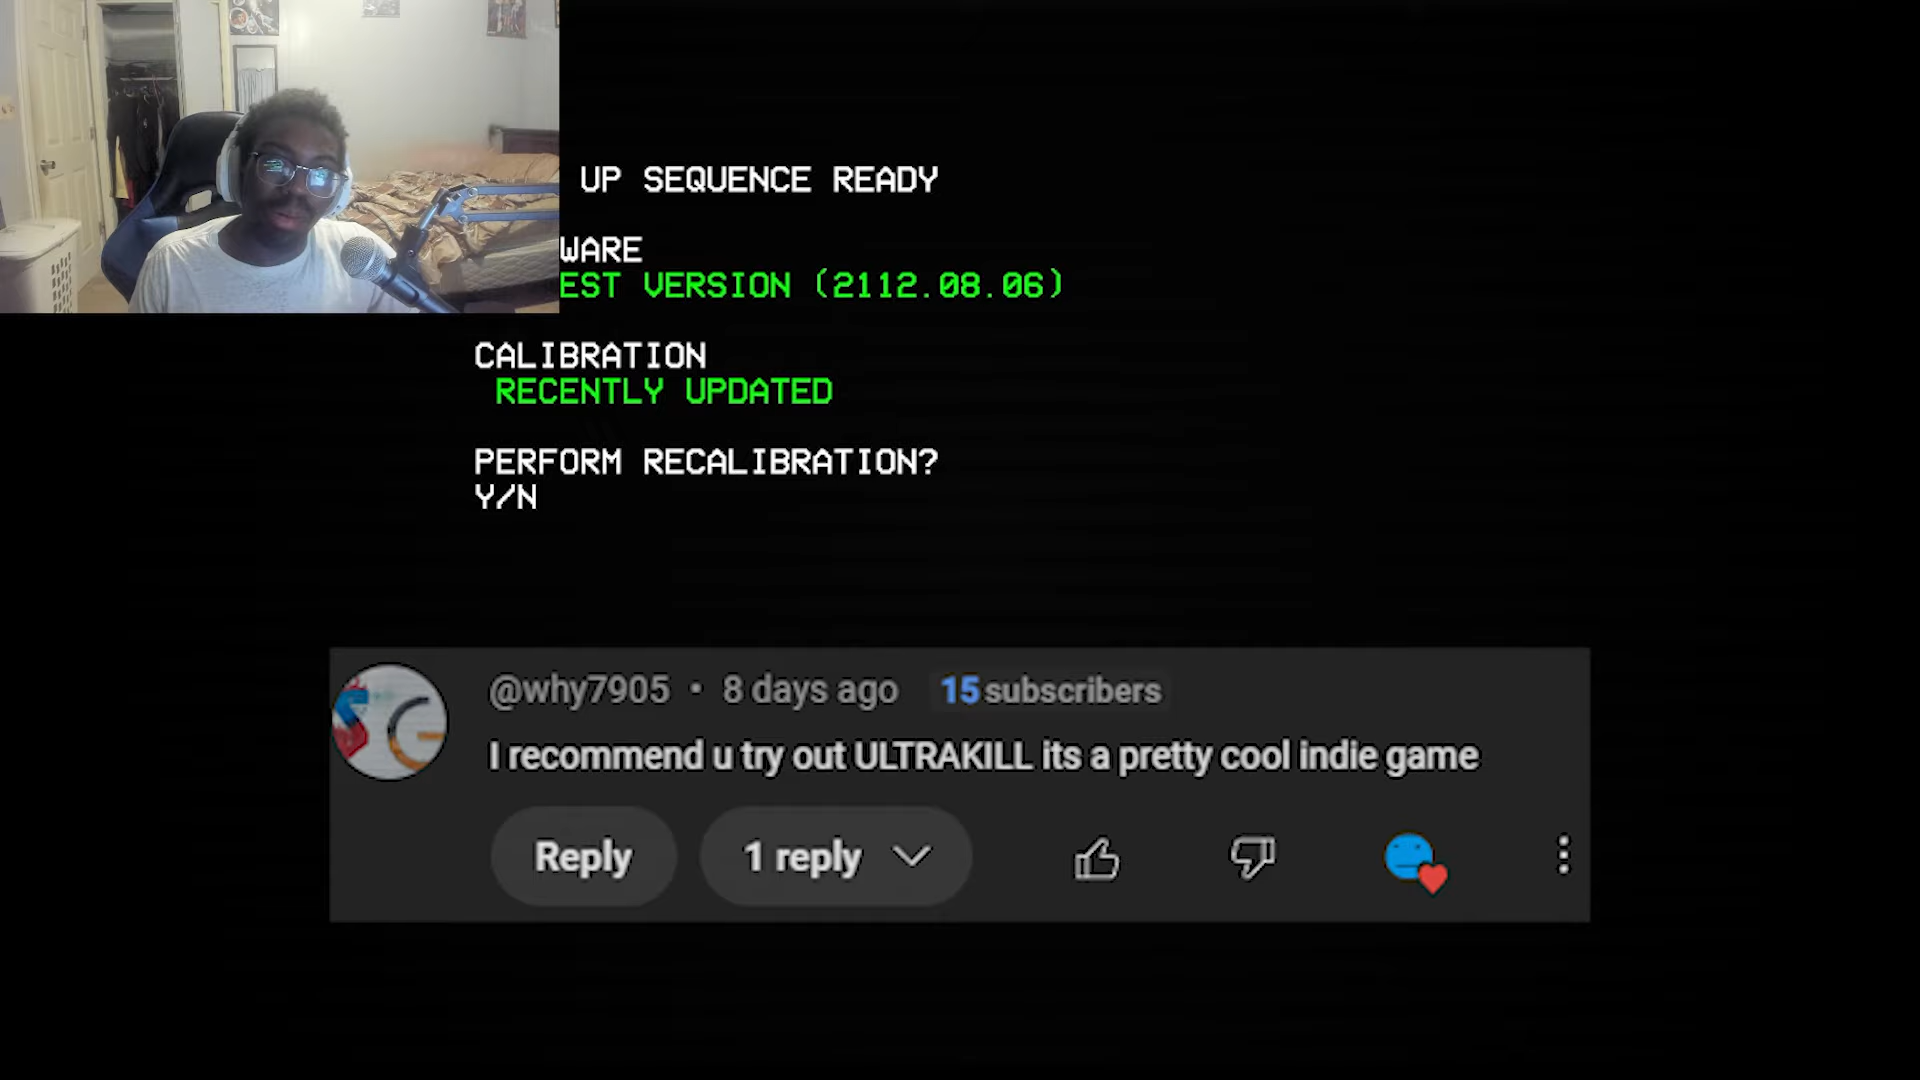 UP SEQUENCE READY
WARE
EST VERSION (2112.08.06)
CALIBRATION
RECENTLY UPDATED
PERFORM RECALIBRATION?
Y/N
@why7905 • 8 days ago 15 subscribers
I recommend u try out ULTRAKILL its a pretty cool indie game
Reply 1 reply